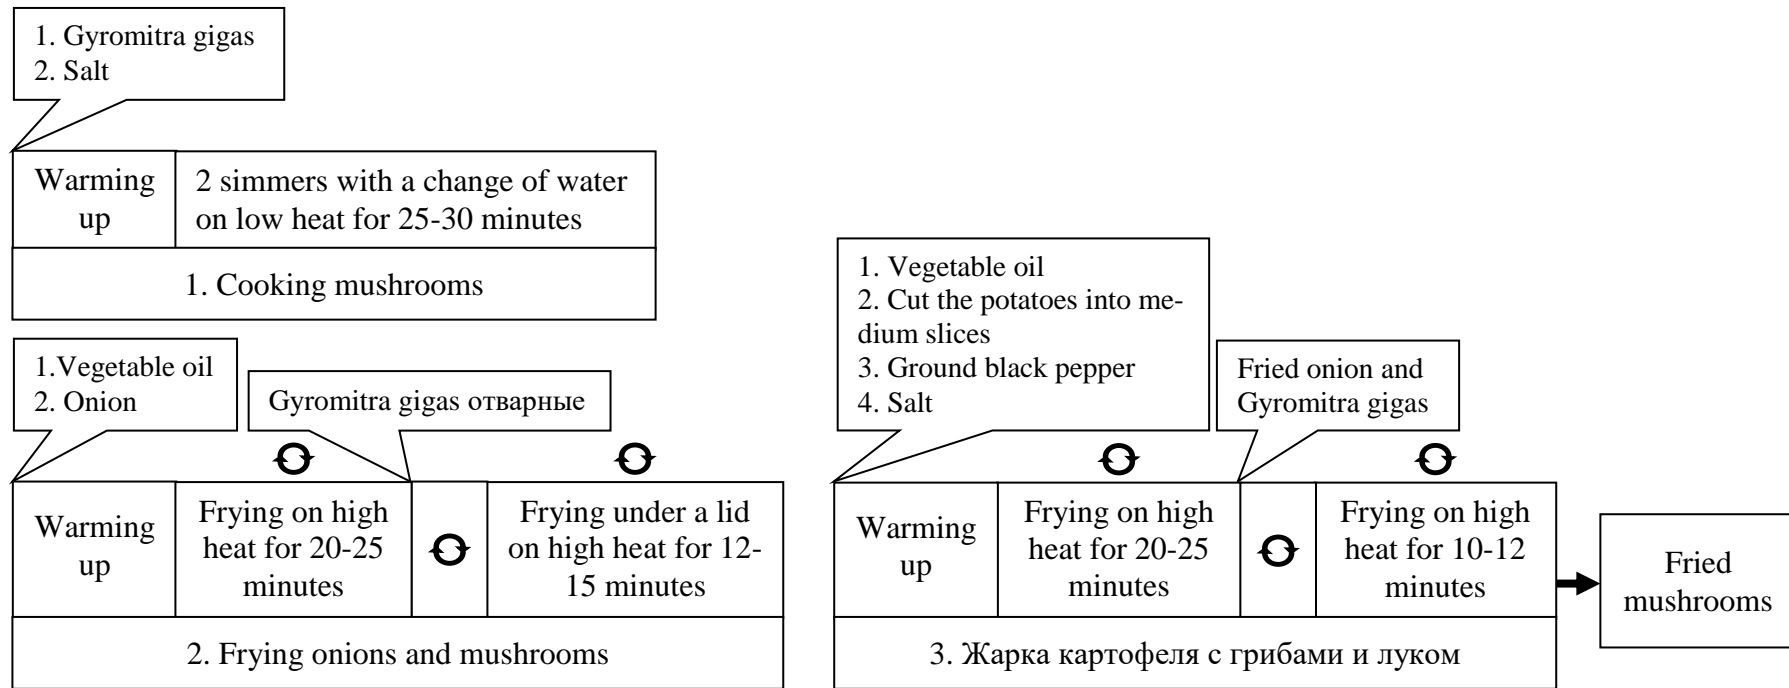 1. Gyromitra gigas
2. Salt
Warming
up
2 simmers with a change of water
on low heat for 25-30 minutes
1. Cooking mushrooms
1.Vegetable oil
2. Onion
Gyromitra gigas отварные
Warming
up
Frying on high
heat for 20-25
minutes
Frying under a lid
on high heat for 12-
15 minutes
2. Frying onions and mushrooms
1. Vegetable oil
2. Cut the potatoes into me-
dium slices
3. Ground black pepper
4. Salt
Fried onion and
Gyromitra gigas
Warming
up
Frying on high
heat for 20-25
minutes
Frying on high
heat for 10-12
minutes
3. Жарка картофеля с грибами и луком
Fried
mushrooms